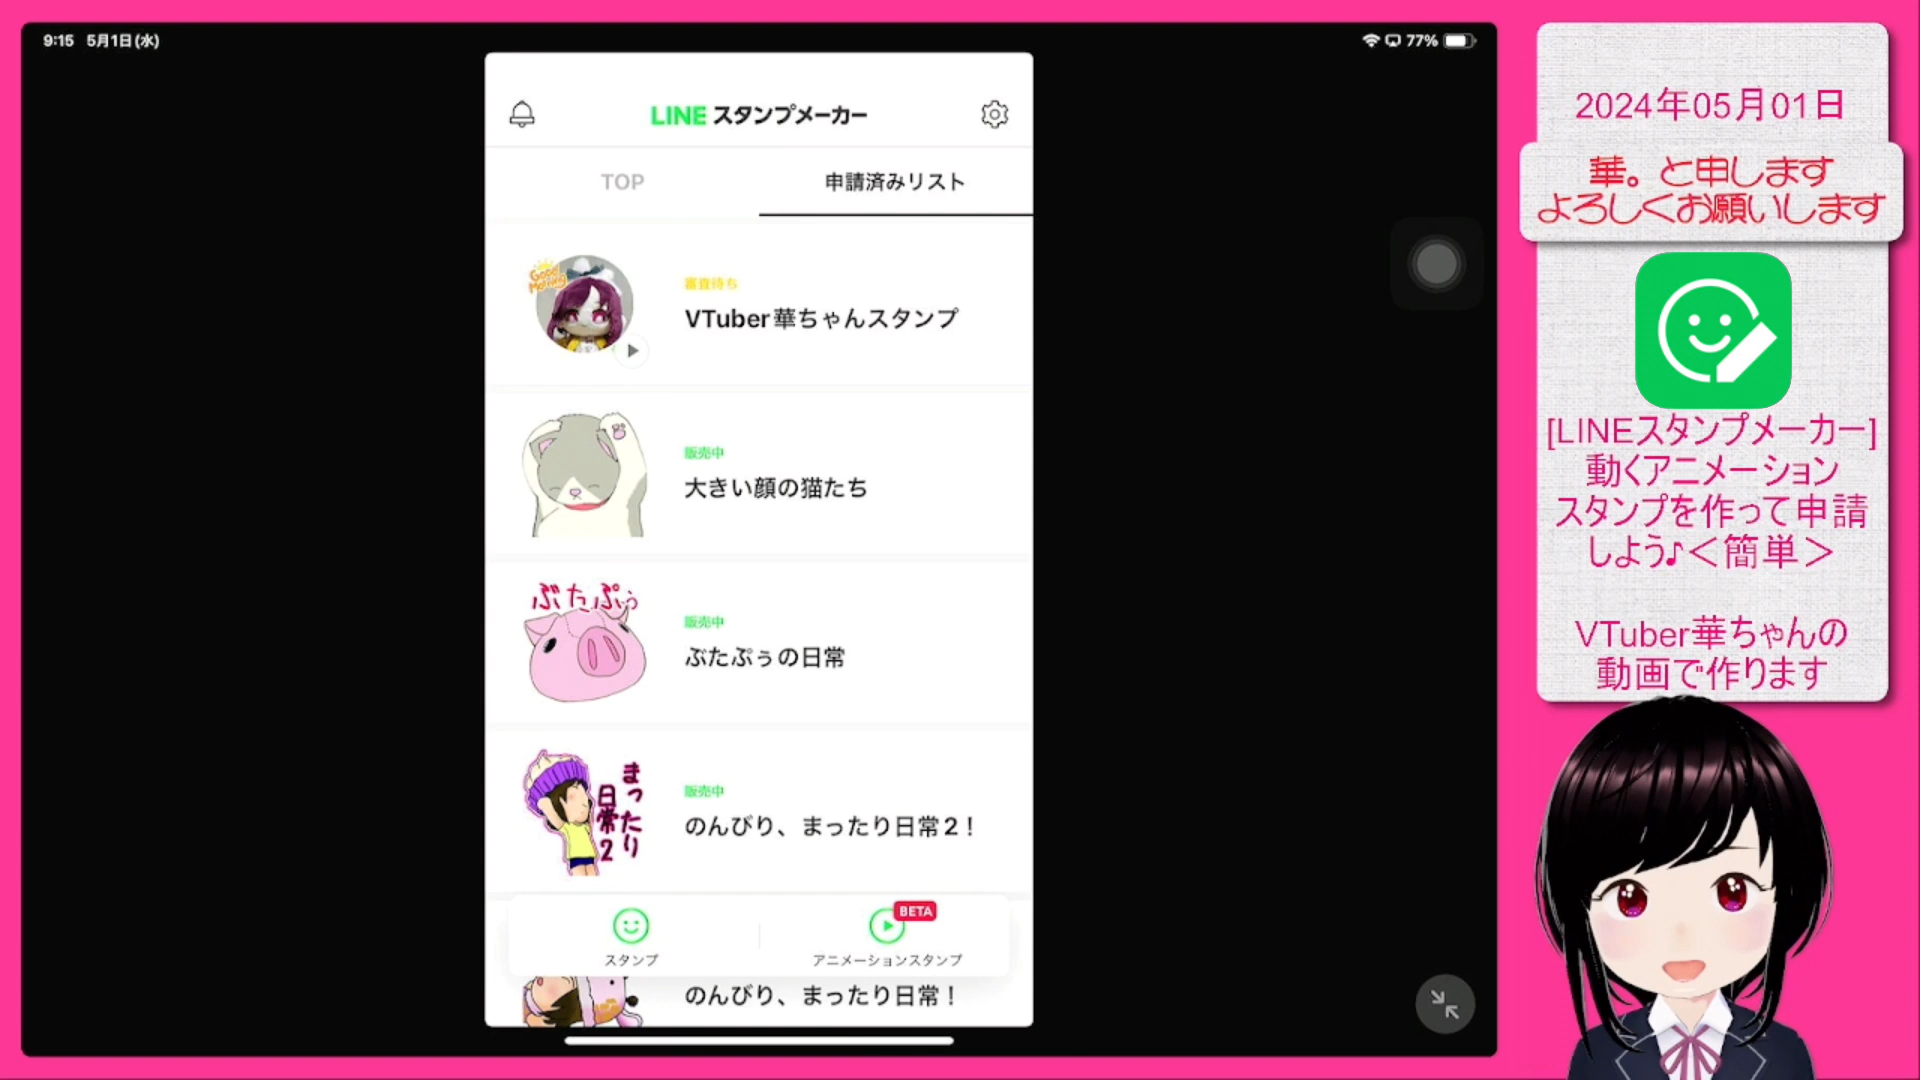 9:15 5月1日(水)
77%
LINE スタンプメーカー
TOP
申請済みリスト
Good Morning
審査待ち
VTuber華ちゃんスタンプ
販売中
大きい顔の猫たち
ぶたぷぅ
販売中
ぶたぷぅの日常
まったり日常2
販売中
のんびり、まったり日常2！
BETA
スタンプ
アニメーションスタンプ
のんびり、まったり日常！
2024年05月01日
華。と申します
よろしくお願いします
[LINEスタンプメーカー]
動くアニメーション
スタンプを作って申請
しよう♪＜簡単＞
VTuber華ちゃんの
動画で作ります